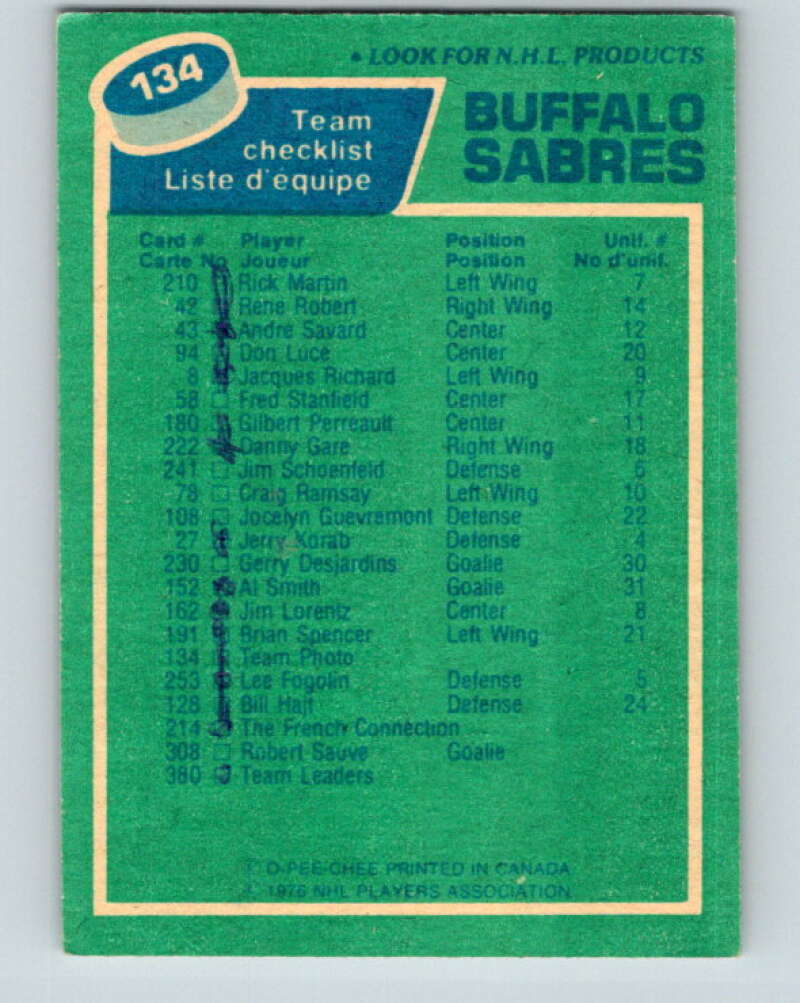 134
• LOOK FOR N.H.L. PRODUCTS
Team
checklist
Liste d'équipe
BUFFALO
SABRES
Card # Player Position Unif. #
Carte No Joueur Position No d'unif.
210 Rick Martin Left Wing 7
42 Rene Robert Right Wing 14
43 Andre Savard Center 12
94 Don Luce Center 20
8 Jacques Richard Left Wing 9
58 Fred Stanfield Center 17
180 Gilbert Perreault Center 11
222 Danny Gare Right Wing 18
241 Jim Schoenfeld Defense 6
78 Craig Ramsay Left Wing 10
108 Jocelyn Guevremont Defense 22
27 Jerry Korab Defense 4
230 Gerry Desjardins Goalie 30
152 Al Smith Goalie 31
162 Jim Lorentz Center 8
191 Brian Spencer Left Wing 21
134 Team Photo
253 Lee Fogolin Defense 5
128 Bill Hajt Defense 24
214 The French Connection
308 Robert Sauve Goalie
380 Team Leaders
© O-PEE-CHEE PRINTED IN CANADA
© 1976 NHL PLAYERS ASSOCIATION